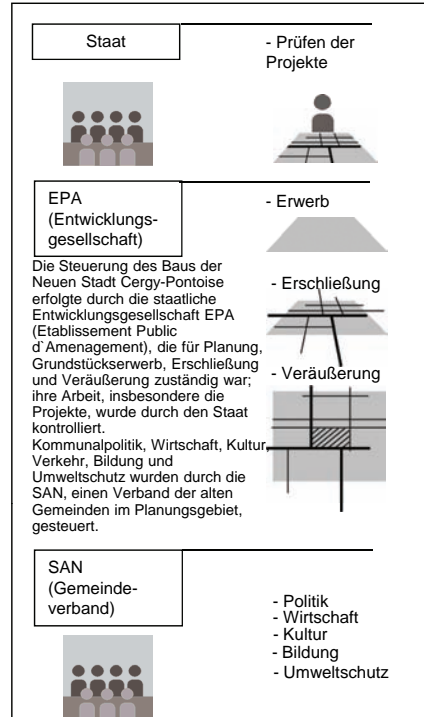 Staat
- Prüfen der
Projekte
EPA
(Entwicklungs-
gesellschaft)
- Erwerb
Die Steuerung des Baus der
Neuen Stadt Cergy-Pontoise
erfolgte durch die staatliche
Entwicklungsgesellschaft EPA
(Etablissement Public
d`Amenagement), die für Planung,
Grundstückserwerb, Erschließung
und Veräußerung zuständig war;
ihre Arbeit, insbesondere die
Projekte, wurde durch den Staat
kontrolliert.
Kommunalpolitik, Wirtschaft, Kultur,
Verkehr, Bildung und
Umweltschutz wurden durch die
SAN, einen Verband der alten
Gemeinden im Planungsgebiet,
gesteuert.
- Erschließung
- Veräußerung
SAN
(Gemeinde-
verband)
- Politik
- Wirtschaft
- Kultur
- Bildung
- Umweltschutz